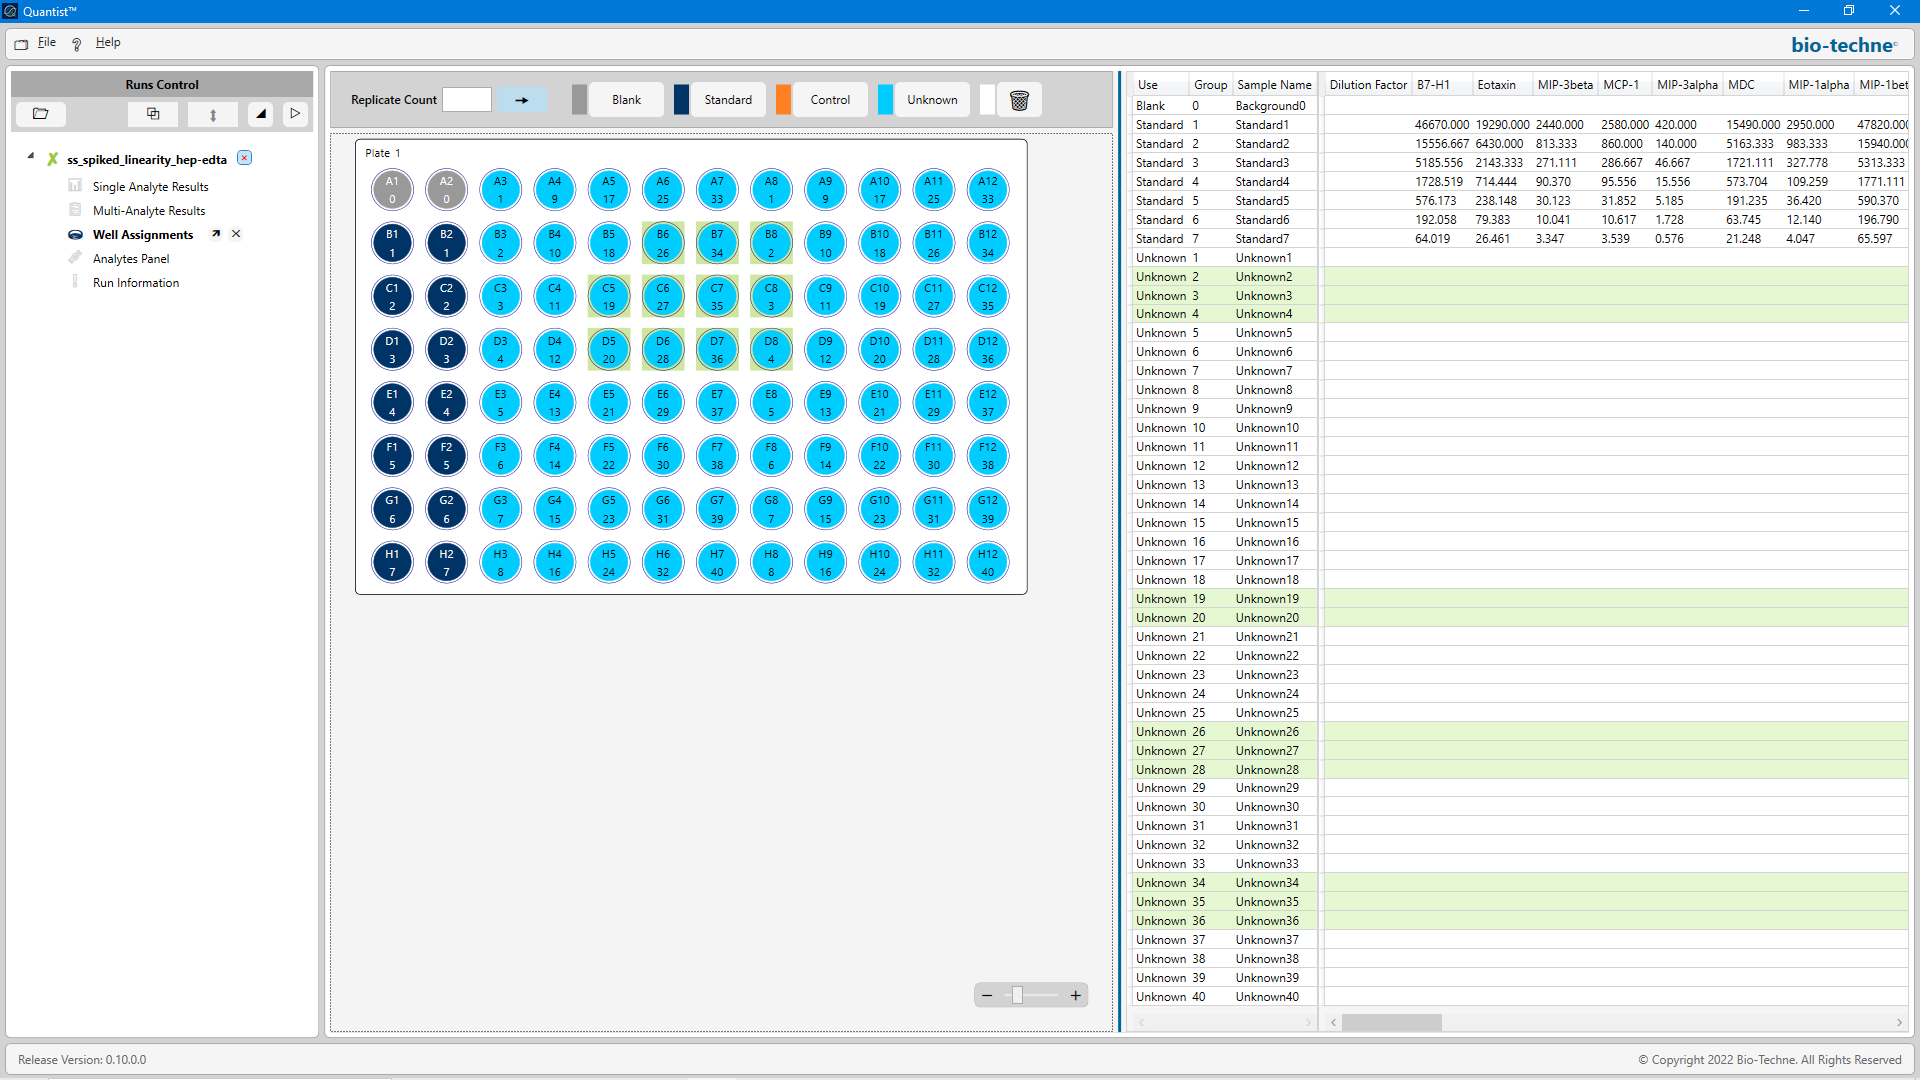 Quantist™
File Help
bio-techne®
Runs Control
ss_spiked_linearity_hep-edta
Single Analyte Results
Multi-Analyte Results
Well Assignments
Analytes Panel
Run Information
Replicate Count Blank Standard Control Unknown
Plate 1
A1 A2 A3 A4 A5 A6 A7 A8 A9 A10 A11 A12
0 0 1 9 17 25 33 1 9 17 25 33
B1 B2 B3 B4 B5 B6 B7 B8 B9 B10 B11 B12
1 1 2 10 18 26 34 2 10 18 26 34
C1 C2 C3 C4 C5 C6 C7 C8 C9 C10 C11 C12
2 2 3 11 19 27 35 3 11 19 27 35
D1 D2 D3 D4 D5 D6 D7 D8 D9 D10 D11 D12
3 3 4 12 20 28 36 4 12 20 28 36
E1 E2 E3 E4 E5 E6 E7 E8 E9 E10 E11 E12
4 4 5 13 21 29 37 5 13 21 29 37
F1 F2 F3 F4 F5 F6 F7 F8 F9 F10 F11 F12
5 5 6 14 22 30 38 6 14 22 30 38
G1 G2 G3 G4 G5 G6 G7 G8 G9 G10 G11 G12
6 6 7 15 23 31 39 7 15 23 31 39
H1 H2 H3 H4 H5 H6 H7 H8 H9 H10 H11 H12
7 7 8 16 24 32 40 8 16 24 32 40
Use Group Sample Name Dilution Factor B7-H1 Eotaxin MIP-3beta MCP-1 MIP-3alpha MDC MIP-1alpha MIP-1bet
Blank 0 Background0
Standard 1 Standard1 46670.000 19290.000 2440.000 2580.000 420.000 15490.000 2950.000 47820.000
Standard 2 Standard2 15556.667 6430.000 813.333 860.000 140.000 5163.333 983.333 15940.000
Standard 3 Standard3 5185.556 2143.333 271.111 286.667 46.667 1721.111 327.778 5313.333
Standard 4 Standard4 1728.519 714.444 90.370 95.556 15.556 573.704 109.259 1771.111
Standard 5 Standard5 576.173 238.148 30.123 31.852 5.185 191.235 36.420 590.370
Standard 6 Standard6 192.058 79.383 10.041 10.617 1.728 63.745 12.140 196.790
Standard 7 Standard7 64.019 26.461 3.347 3.539 0.576 21.248 4.047 65.597
Unknown 1 Unknown1
Unknown 2 Unknown2
Unknown 3 Unknown3
Unknown 4 Unknown4
Unknown 5 Unknown5
Unknown 6 Unknown6
Unknown 7 Unknown7
Unknown 8 Unknown8
Unknown 9 Unknown9
Unknown 10 Unknown10
Unknown 11 Unknown11
Unknown 12 Unknown12
Unknown 13 Unknown13
Unknown 14 Unknown14
Unknown 15 Unknown15
Unknown 16 Unknown16
Unknown 17 Unknown17
Unknown 18 Unknown18
Unknown 19 Unknown19
Unknown 20 Unknown20
Unknown 21 Unknown21
Unknown 22 Unknown22
Unknown 23 Unknown23
Unknown 24 Unknown24
Unknown 25 Unknown25
Unknown 26 Unknown26
Unknown 27 Unknown27
Unknown 28 Unknown28
Unknown 29 Unknown29
Unknown 30 Unknown30
Unknown 31 Unknown31
Unknown 32 Unknown32
Unknown 33 Unknown33
Unknown 34 Unknown34
Unknown 35 Unknown35
Unknown 36 Unknown36
Unknown 37 Unknown37
Unknown 38 Unknown38
Unknown 39 Unknown39
Unknown 40 Unknown40
Release Version: 0.10.0.0
© Copyright 2022 Bio-Techne. All Rights Reserved